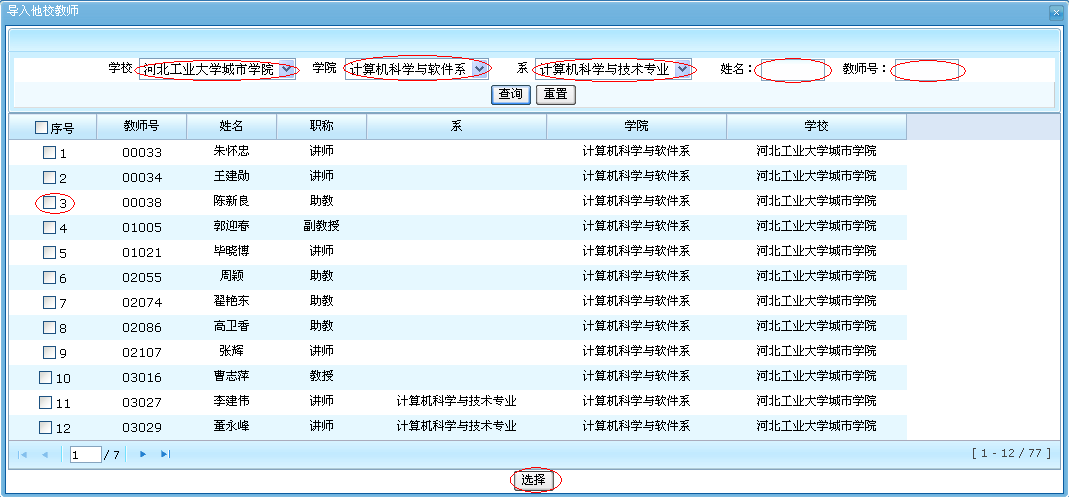 导入他校教师
学校 河北工业大学城市学院 学院 计算机科学与软件系 系 计算机科学与技术专业 姓名： 教师号：
查询 重置
序号 教师号 姓名 职称 系 学院 学校
1 00033 朱怀忠 讲师 计算机科学与软件系 河北工业大学城市学院
2 00034 王建勋 讲师 计算机科学与软件系 河北工业大学城市学院
3 00038 陈新良 助教 计算机科学与软件系 河北工业大学城市学院
4 01005 郭迎春 副教授 计算机科学与软件系 河北工业大学城市学院
5 01021 毕晓博 讲师 计算机科学与软件系 河北工业大学城市学院
6 02055 周颖 助教 计算机科学与软件系 河北工业大学城市学院
7 02074 翟艳东 助教 计算机科学与软件系 河北工业大学城市学院
8 02086 高卫香 助教 计算机科学与软件系 河北工业大学城市学院
9 02107 张辉 讲师 计算机科学与软件系 河北工业大学城市学院
10 03016 曹志萍 教授 计算机科学与软件系 河北工业大学城市学院
11 03027 李建伟 讲师 计算机科学与技术专业 计算机科学与软件系 河北工业大学城市学院
12 03029 董永峰 讲师 计算机科学与技术专业 计算机科学与软件系 河北工业大学城市学院
1 / 7 [ 1 - 12 / 77 ]
选择